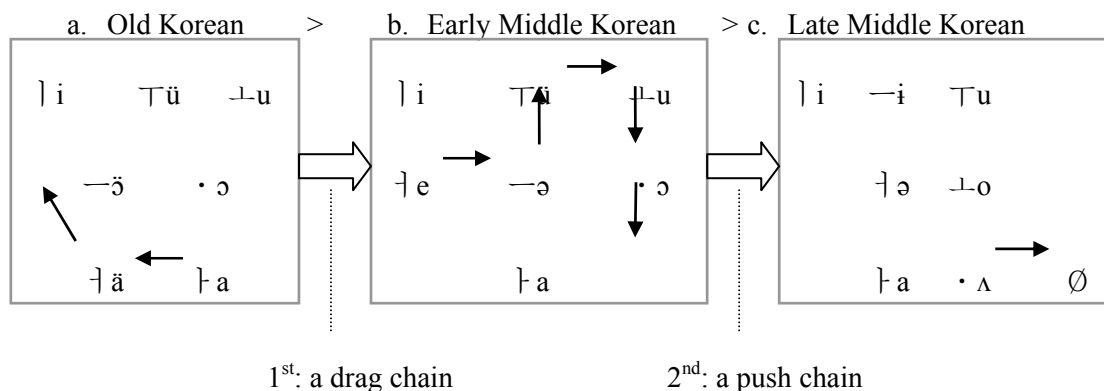 a. Old Korean > b. Early Middle Korean > c. Late Middle Korean
ㅣi ㅜü ㅗu ㅣi ㅜü ㅗu ㅣi ㅡɨ ㅜu
ㅡö ㆍɔ ㅓe ㅡə ㆍɔ ㅓə ㅗo
ㅓä ㅏa ㅏa ㅏa ㆍʌ Ø
1st: a drag chain 2nd: a push chain